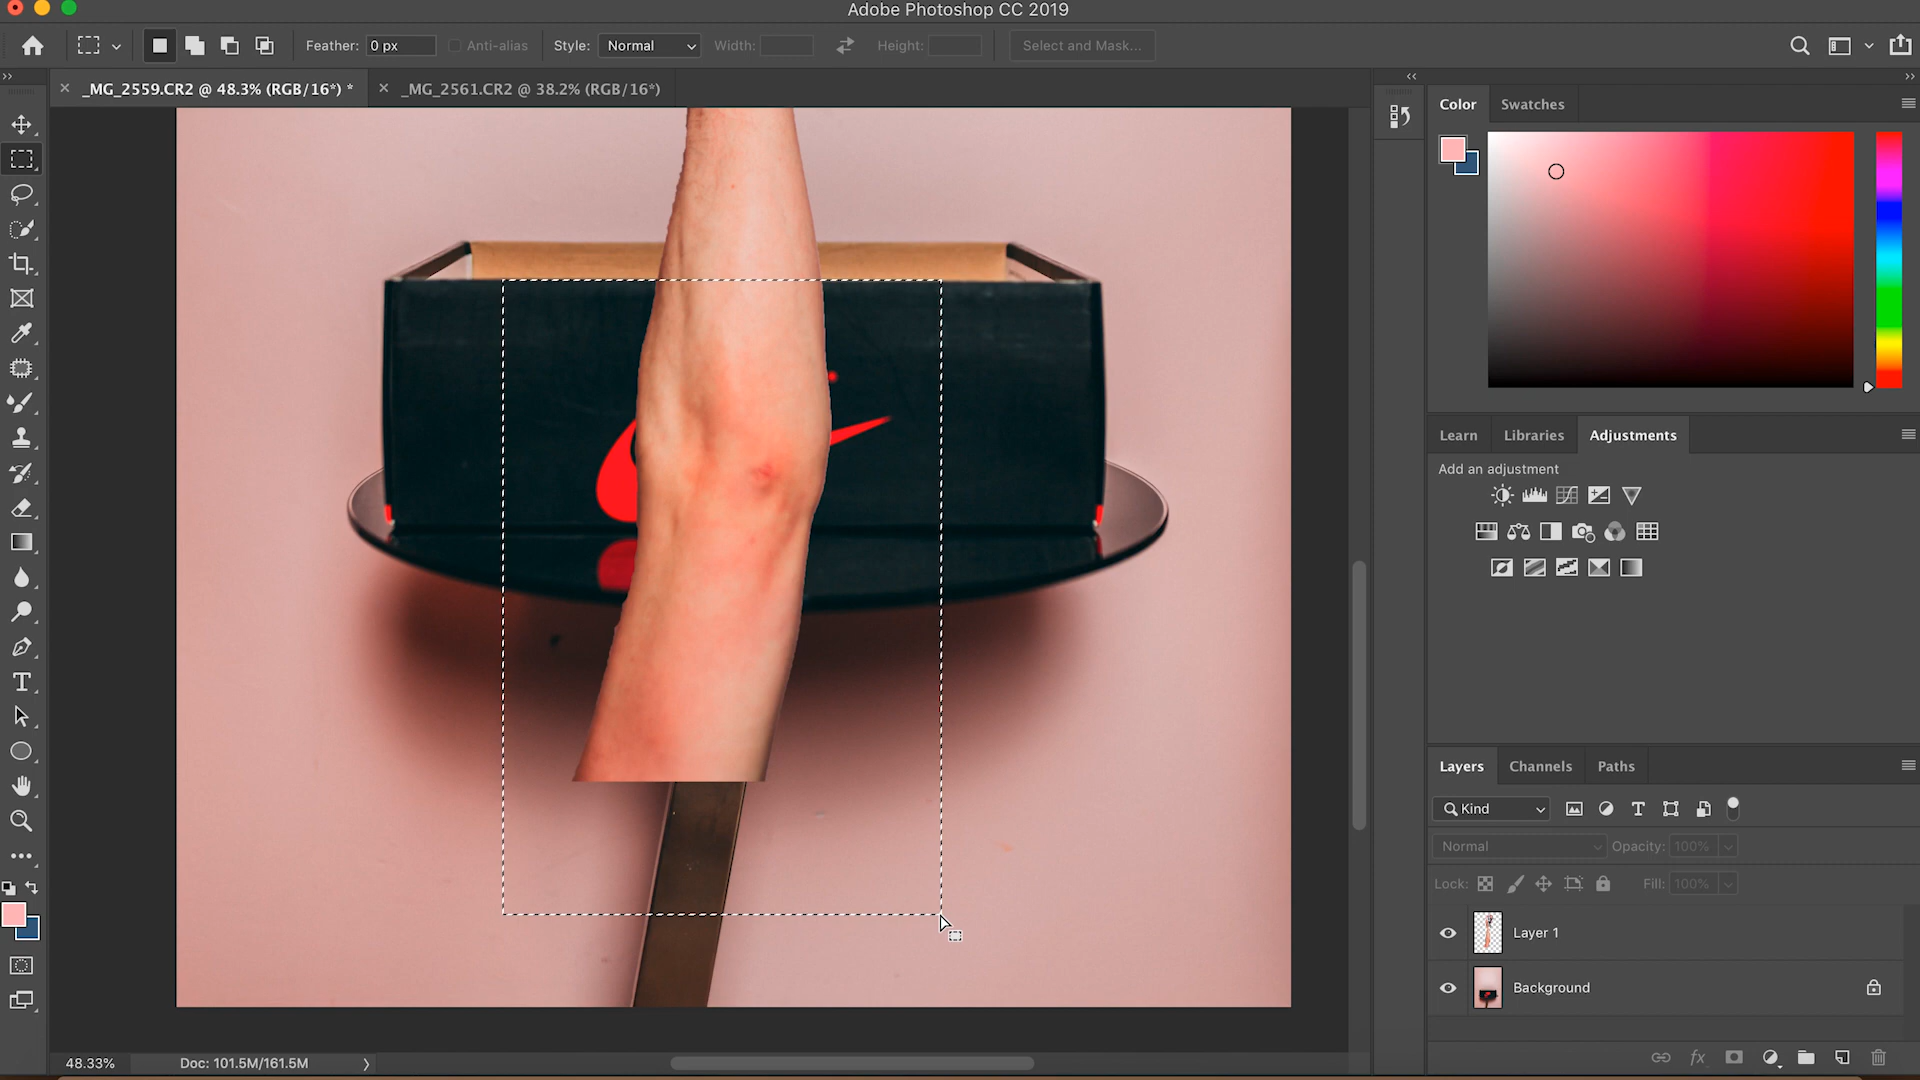 Adobe Photoshop CC 2019
Feather: 0 px Anti-alias Style: Normal Width: Height: Select and Mask...
_MG_2559.CR2 @ 48.3% (RGB/16*) * _MG_2561.CR2 @ 38.2% (RGB/16*)
Color Swatches
Learn Libraries Adjustments
Add an adjustment
Layers Channels Paths
Kind
Normal Opacity: 100%
Lock: Fill: 100%
Layer 1
Background
48.33% Doc: 101.5M/161.5M